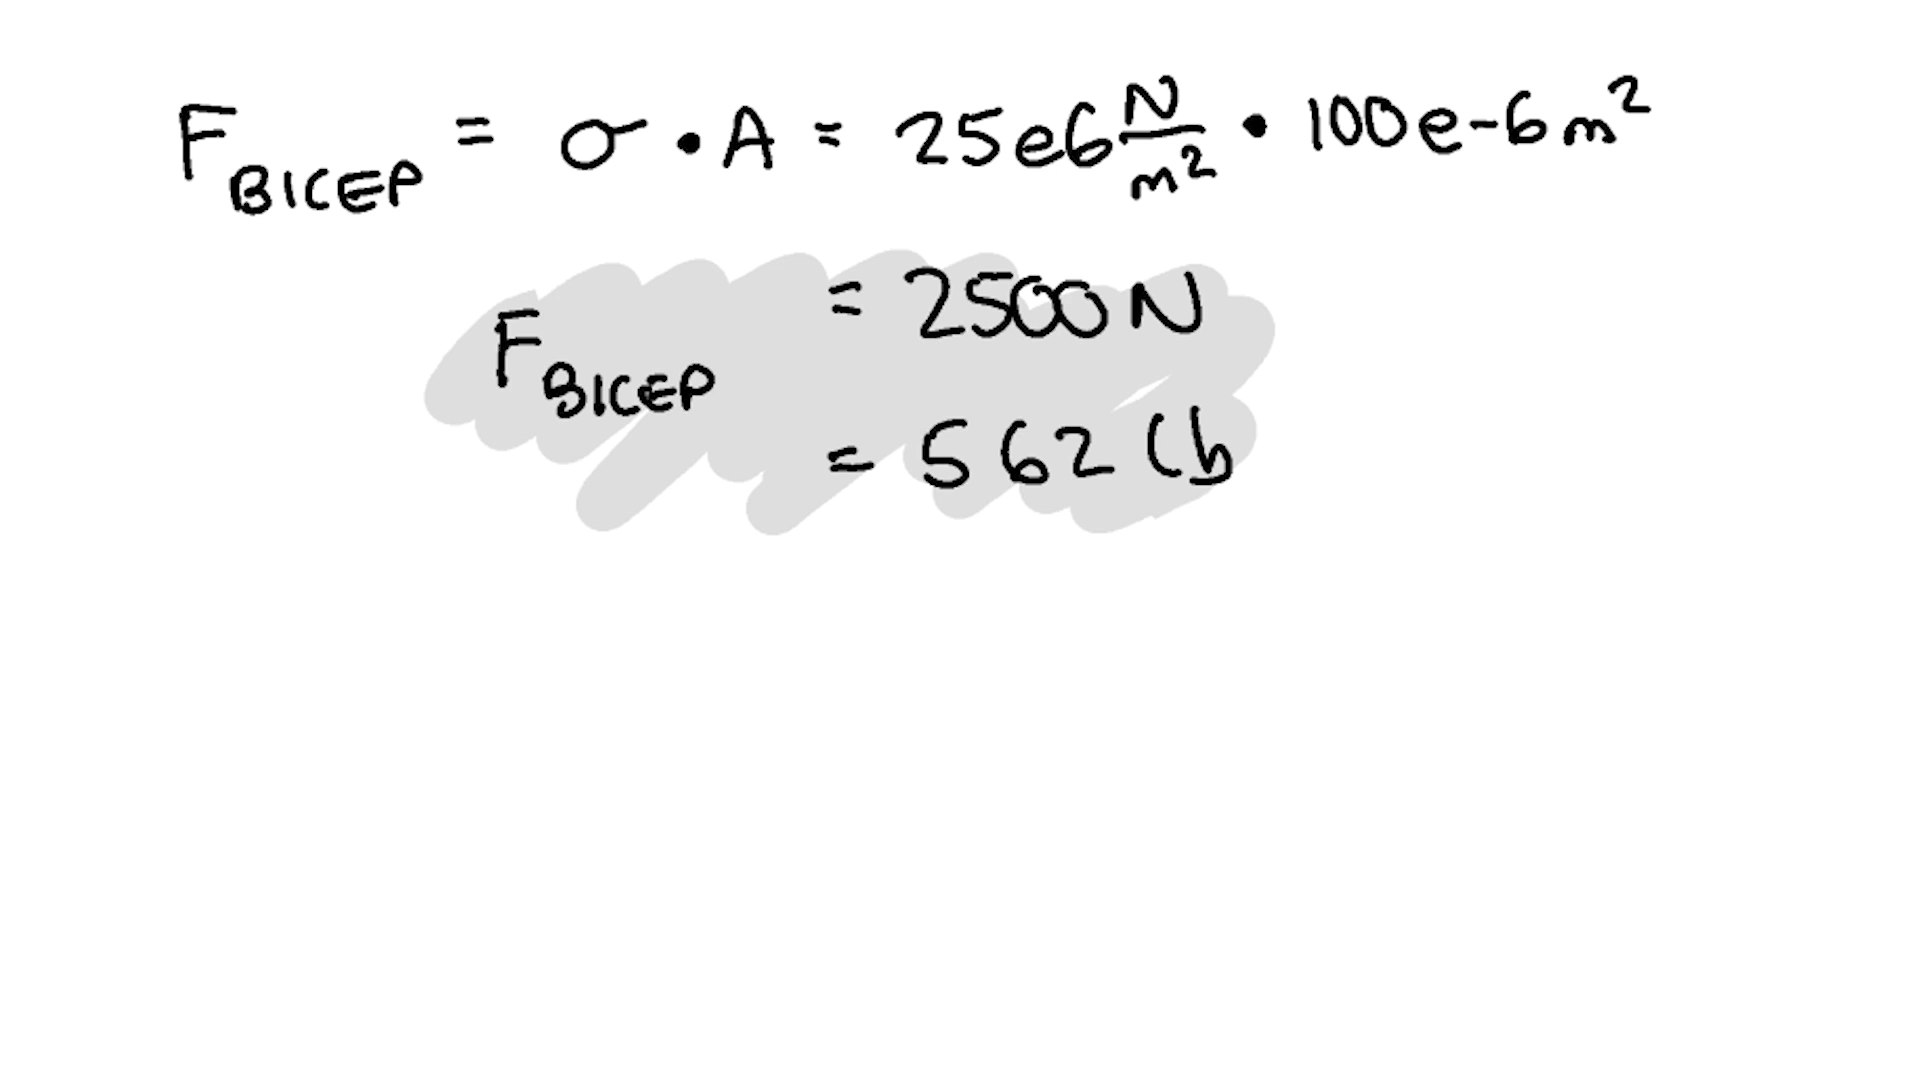 F_BICEP = σ • A = 25e6 N/m² • 100e-6 m²
F_BICEP = 2500 N
= 562 lb